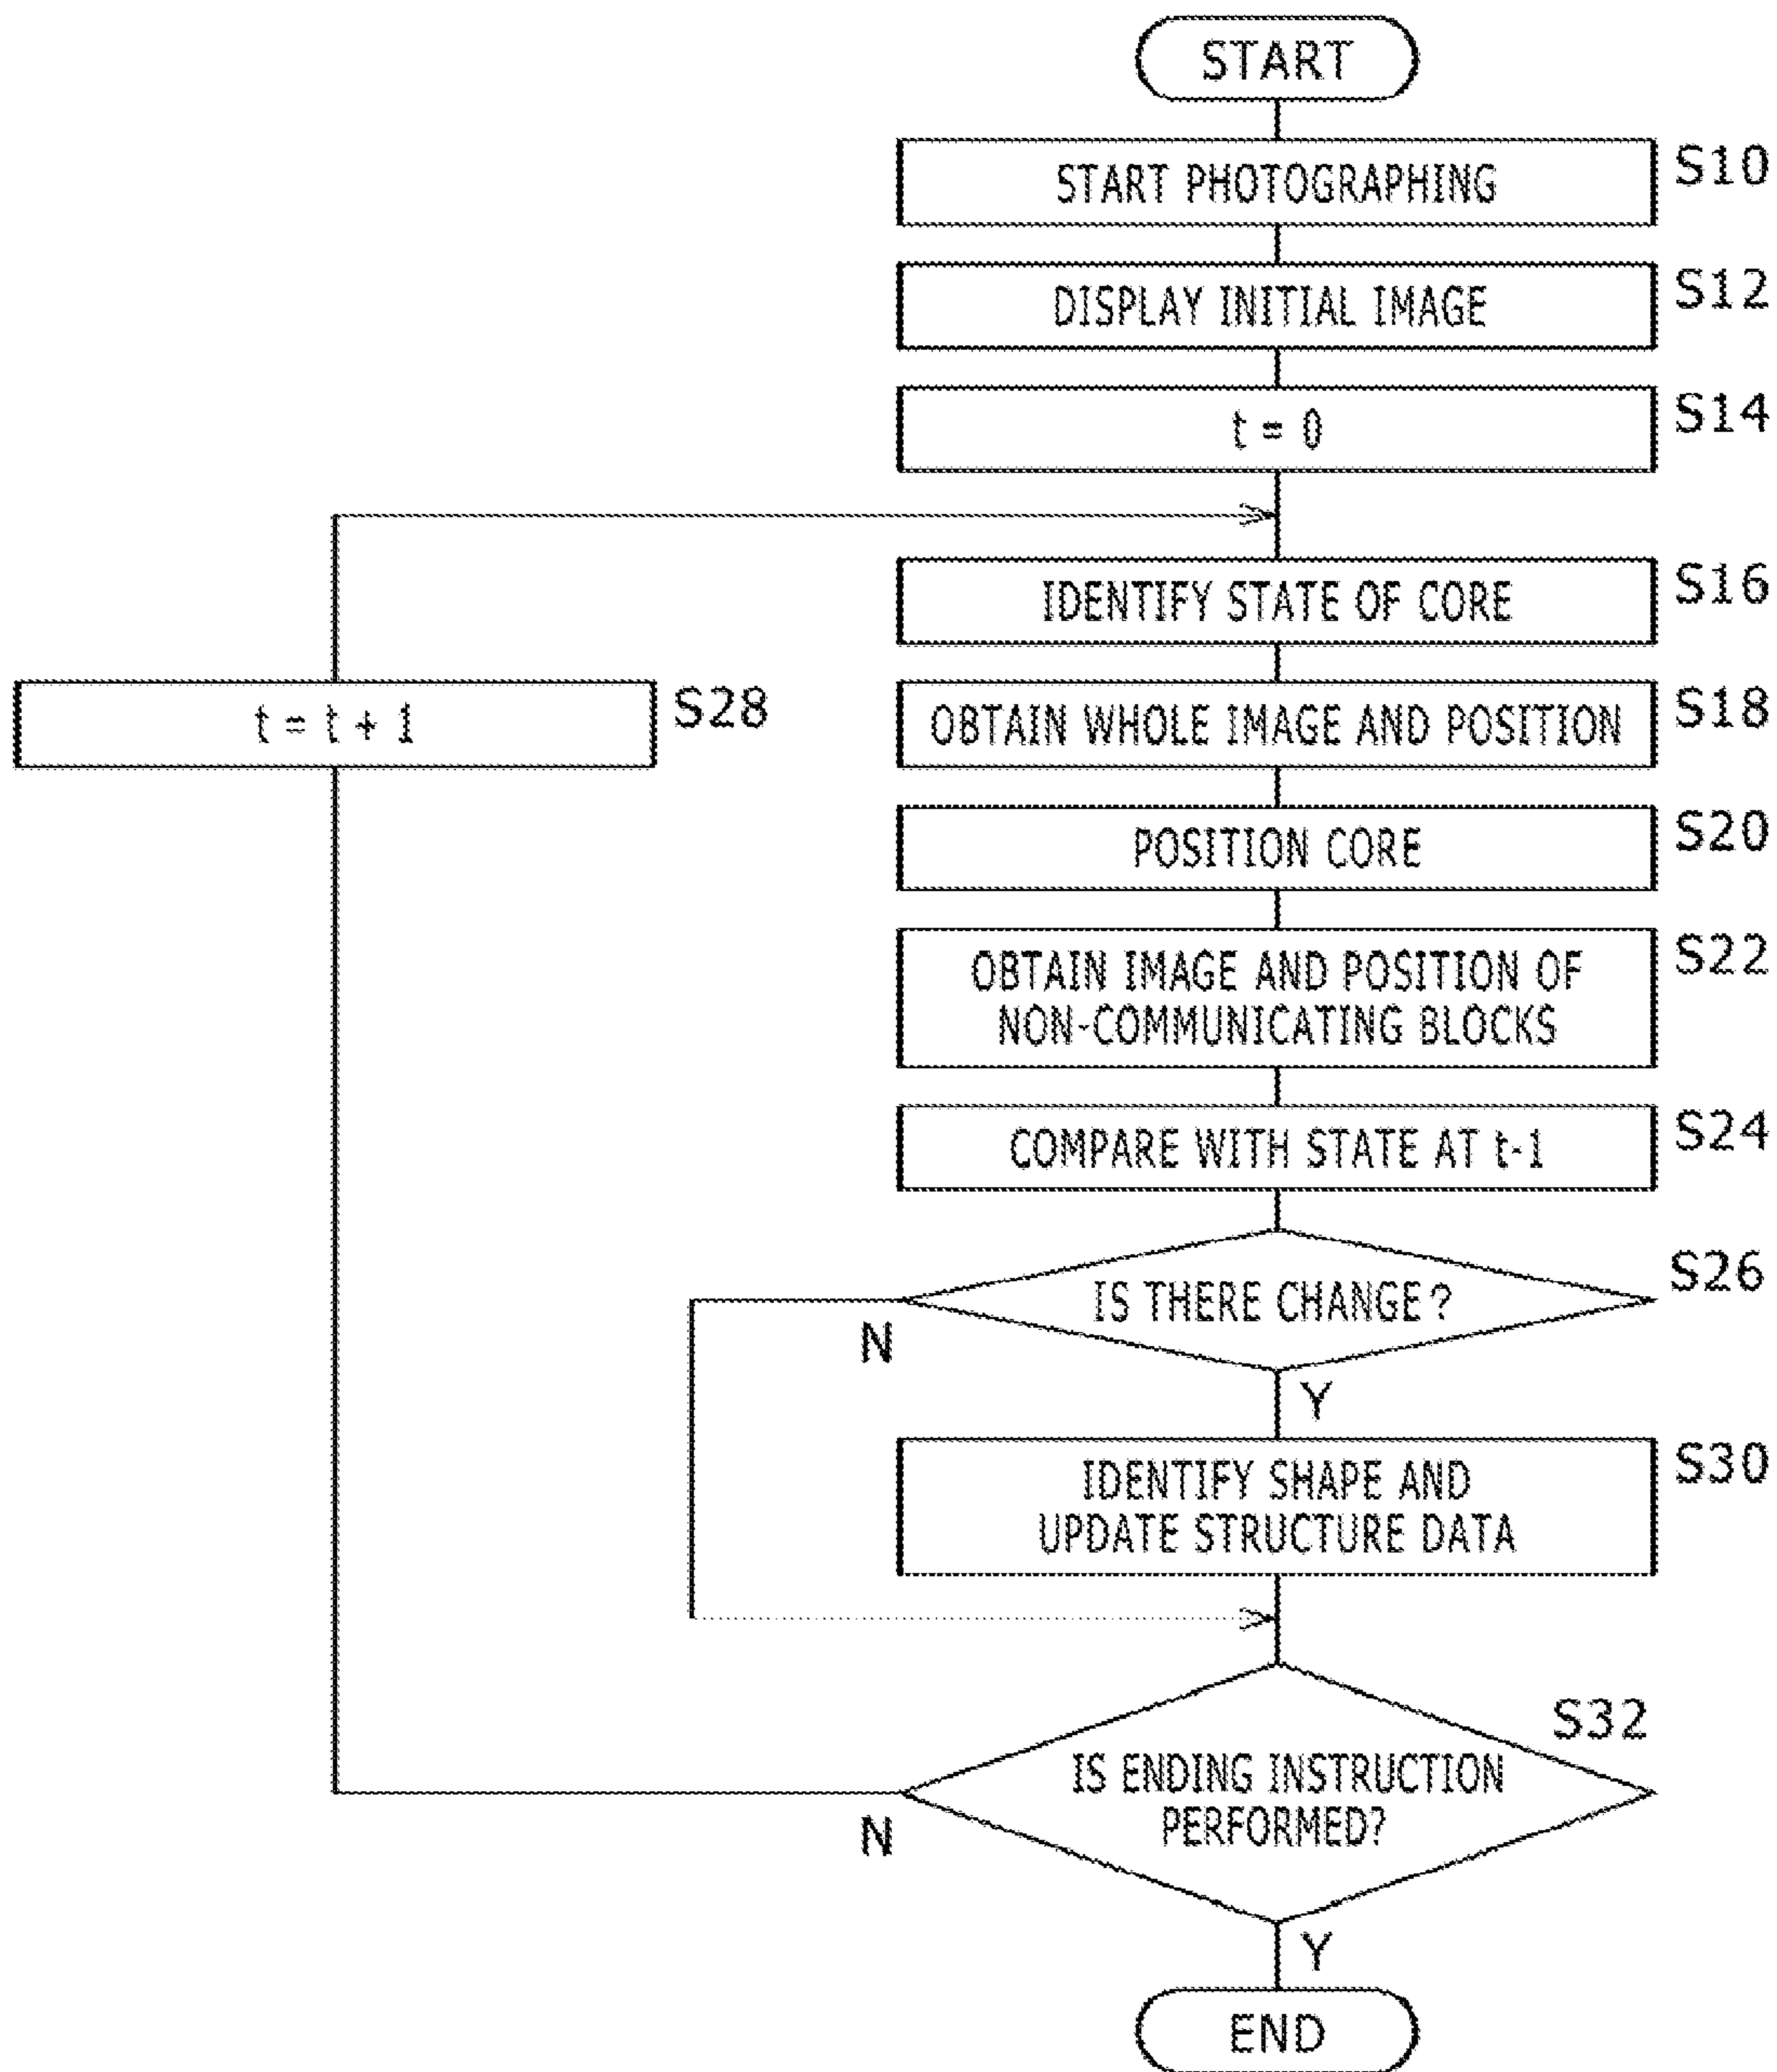 START
START PHOTOGRAPHING
S10
DISPLAY INITIAL IMAGE
S12
t = 0
S14
IDENTIFY STATE OF CORE
S16
t = t + 1
S28
OBTAIN WHOLE IMAGE AND POSITION
S18
POSITION CORE
S20
OBTAIN IMAGE AND POSITION OF
NON-COMMUNICATING BLOCKS
S22
COMPARE WITH STATE AT t-1
S24
IS THERE CHANGE?
S26
N
Y
IDENTIFY SHAPE AND
UPDATE STRUCTURE DATA
S30
IS ENDING INSTRUCTION
PERFORMED?
S32
N
Y
END